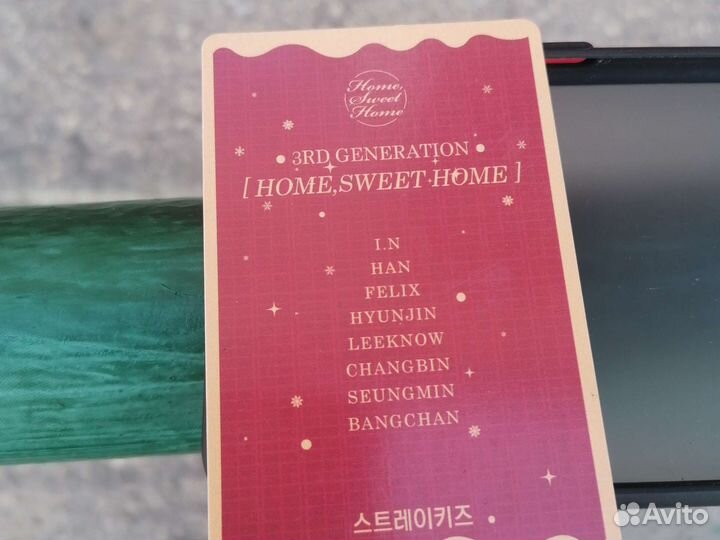 Home,
Sweet
Home
• 3RD GENERATION •
[ HOME,SWEET HOME ]
I.N
HAN
FELIX
HYUNJIN
LEEKNOW
CHANGBIN
SEUNGMIN
BANGCHAN
스트레이키즈
Avito